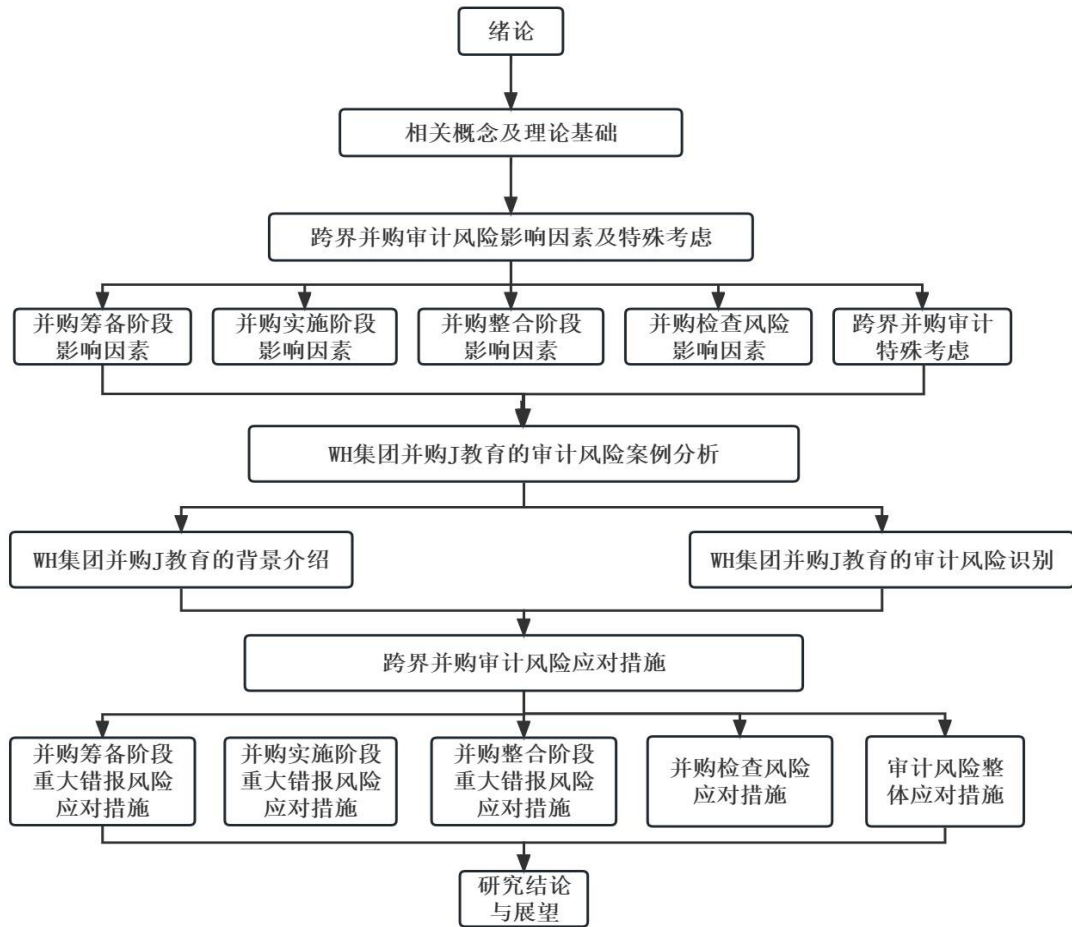 绪论
相关概念及理论基础
跨界并购审计风险影响因素及特殊考虑
并购筹备阶段
影响因素
并购实施阶段
影响因素
并购整合阶段
影响因素
并购检查风险
影响因素
跨界并购审计
特殊考虑
WH集团并购J教育的审计风险案例分析
WH集团并购J教育的背景介绍
WH集团并购J教育的审计风险识别
跨界并购审计风险应对措施
并购筹备阶段
重大错报风险
应对措施
并购实施阶段
重大错报风险
应对措施
并购整合阶段
重大错报风险
应对措施
并购检查风险
应对措施
审计风险整
体应对措施
研究结论
与展望